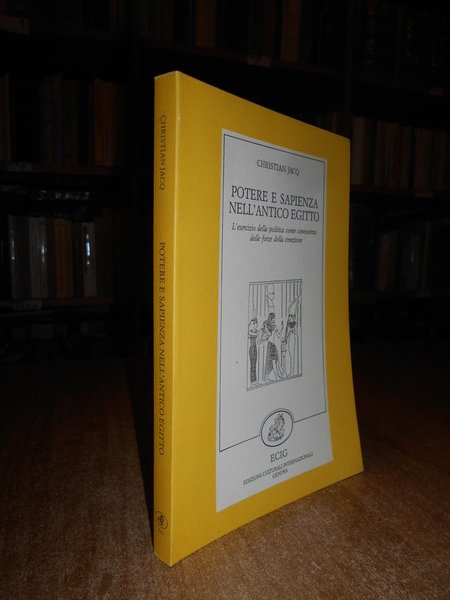 CHRISTIAN JACQ
POTERE E SAPIENZA NELL'ANTICO EGITTO
CHRISTIAN JACQ
POTERE E SAPIENZA
NELL'ANTICO EGITTO
L'esercizio della politica come conoscenza
delle forze della creazione
ECIG
EDIZIONI CULTURALI INTERNAZIONALI
GENOVA